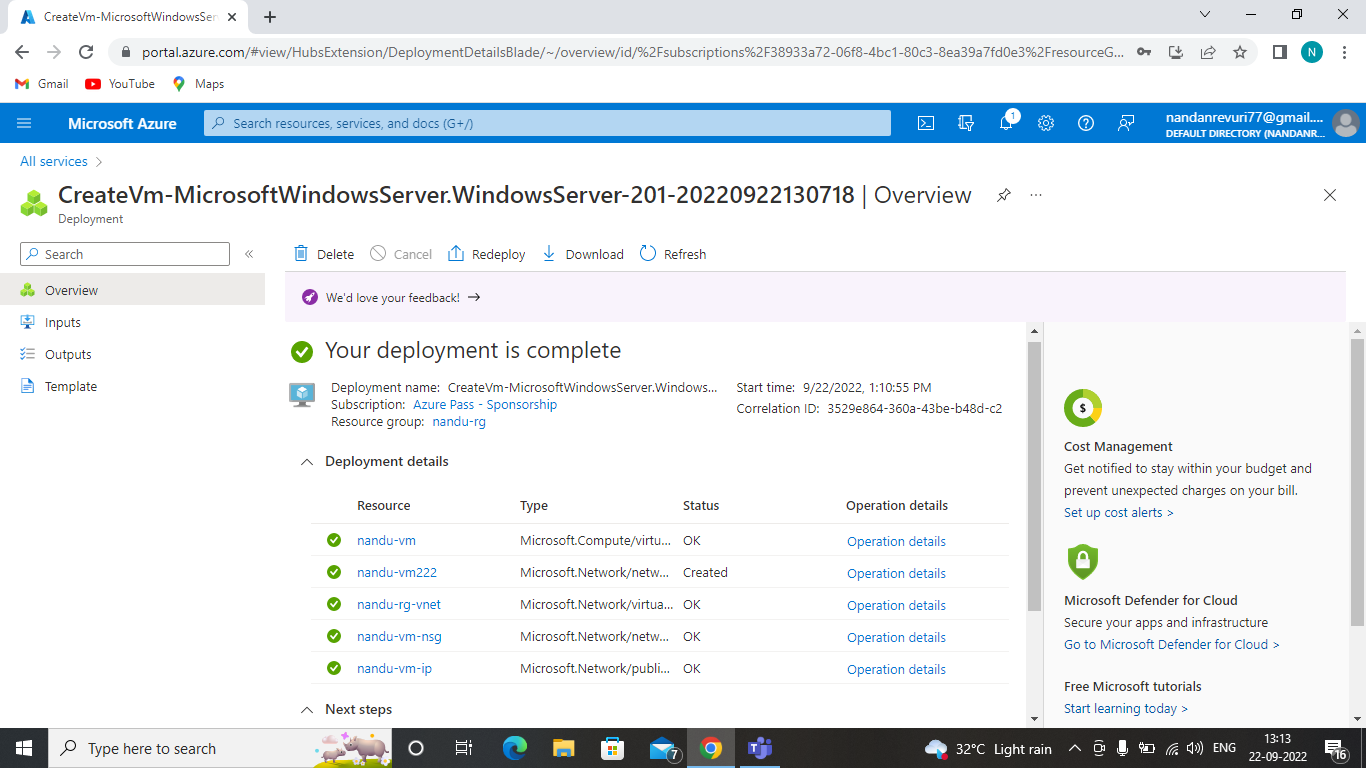 CreateVm-MicrosoftWindowsSer
portal.azure.com/#view/HubsExtension/DeploymentDetailsBlade/~/overview/id/%2Fsubscriptions%2F38933a72-06f8-4bc1-80c3-8ea39a7fd0e3%2FresourceG...
N
Gmail
YouTube
Maps
Microsoft Azure
Search resources, services, and docs (G+/)
1
nandanrevuri77@gmail....
DEFAULT DIRECTORY (NANDANR...
All services
CreateVm-MicrosoftWindowsServer.WindowsServer-201-20220922130718 | Overview
Deployment
Search
Overview
Inputs
Outputs
Template
Delete
Cancel
Redeploy
Download
Refresh
We'd love your feedback!
Your deployment is complete
Deployment name: CreateVm-MicrosoftWindowsServer.Windows...
Subscription: Azure Pass - Sponsorship
Resource group: nandu-rg
Start time: 9/22/2022, 1:10:55 PM
Correlation ID: 3529e864-360a-43be-b48d-c2
Deployment details
Resource Type Status Operation details
nandu-vm Microsoft.Compute/virtu... OK Operation details
nandu-vm222 Microsoft.Network/netw... Created Operation details
nandu-rg-vnet Microsoft.Network/virtua... OK Operation details
nandu-vm-nsg Microsoft.Network/netw... OK Operation details
nandu-vm-ip Microsoft.Network/publi... OK Operation details
Next steps
$
Cost Management
Get notified to stay within your budget and
prevent unexpected charges on your bill.
Set up cost alerts >
Microsoft Defender for Cloud
Secure your apps and infrastructure
Go to Microsoft Defender for Cloud >
Free Microsoft tutorials
Start learning today >
Type here to search
7
32°C Light rain
ENG
13:13
22-09-2022
16